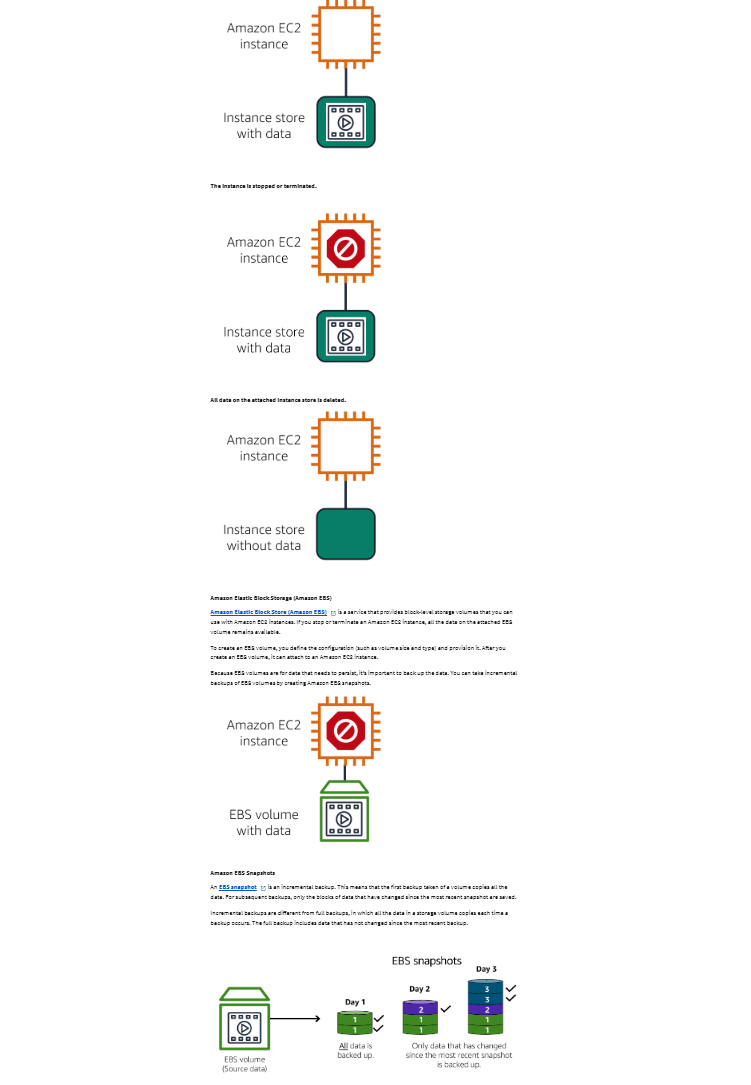 Amazon EC2
instance
Instance store
with data
The instance is stopped or terminated.
Amazon EC2
instance
Instance store
with data
All data on the attached instance store is deleted.
Amazon EC2
instance
Instance store
without data
Amazon Elastic Block Storage (Amazon EBS)
Amazon Elastic Block Store (Amazon EBS) is a service that provides block-level storage volumes that you can
use with Amazon EC2 instances. If you stop or terminate an Amazon EC2 instance, all the data on the attached EBS
volume remains available.
To create an EBS volume, you define the configuration (such as volume size and type) and provision it. After you
create an EBS volume, it can attach to an Amazon EC2 instance.
Because EBS volumes are for data that needs to persist, it's important to back up the data. You can take incremental
backups of EBS volumes by creating Amazon EBS snapshots.
Amazon EC2
instance
EBS volume
with data
Amazon EBS Snapshots
An EBS snapshot is an incremental backup. This means that the first backup taken of a volume copies all the
data. For subsequent backups, only the blocks of data that have changed since the most recent snapshot are saved.
Incremental backups are different from full backups, in which all the data in a storage volume copies each time a
backup occurs. The full backup includes data that has not changed since the most recent backup.
EBS snapshots
Day 1
1
1
Day 2
2
1
1
Day 3
3
3
2
1
1
EBS volume
(Source data)
All data is
backed up.
Only data that has changed
since the most recent snapshot
is backed up.